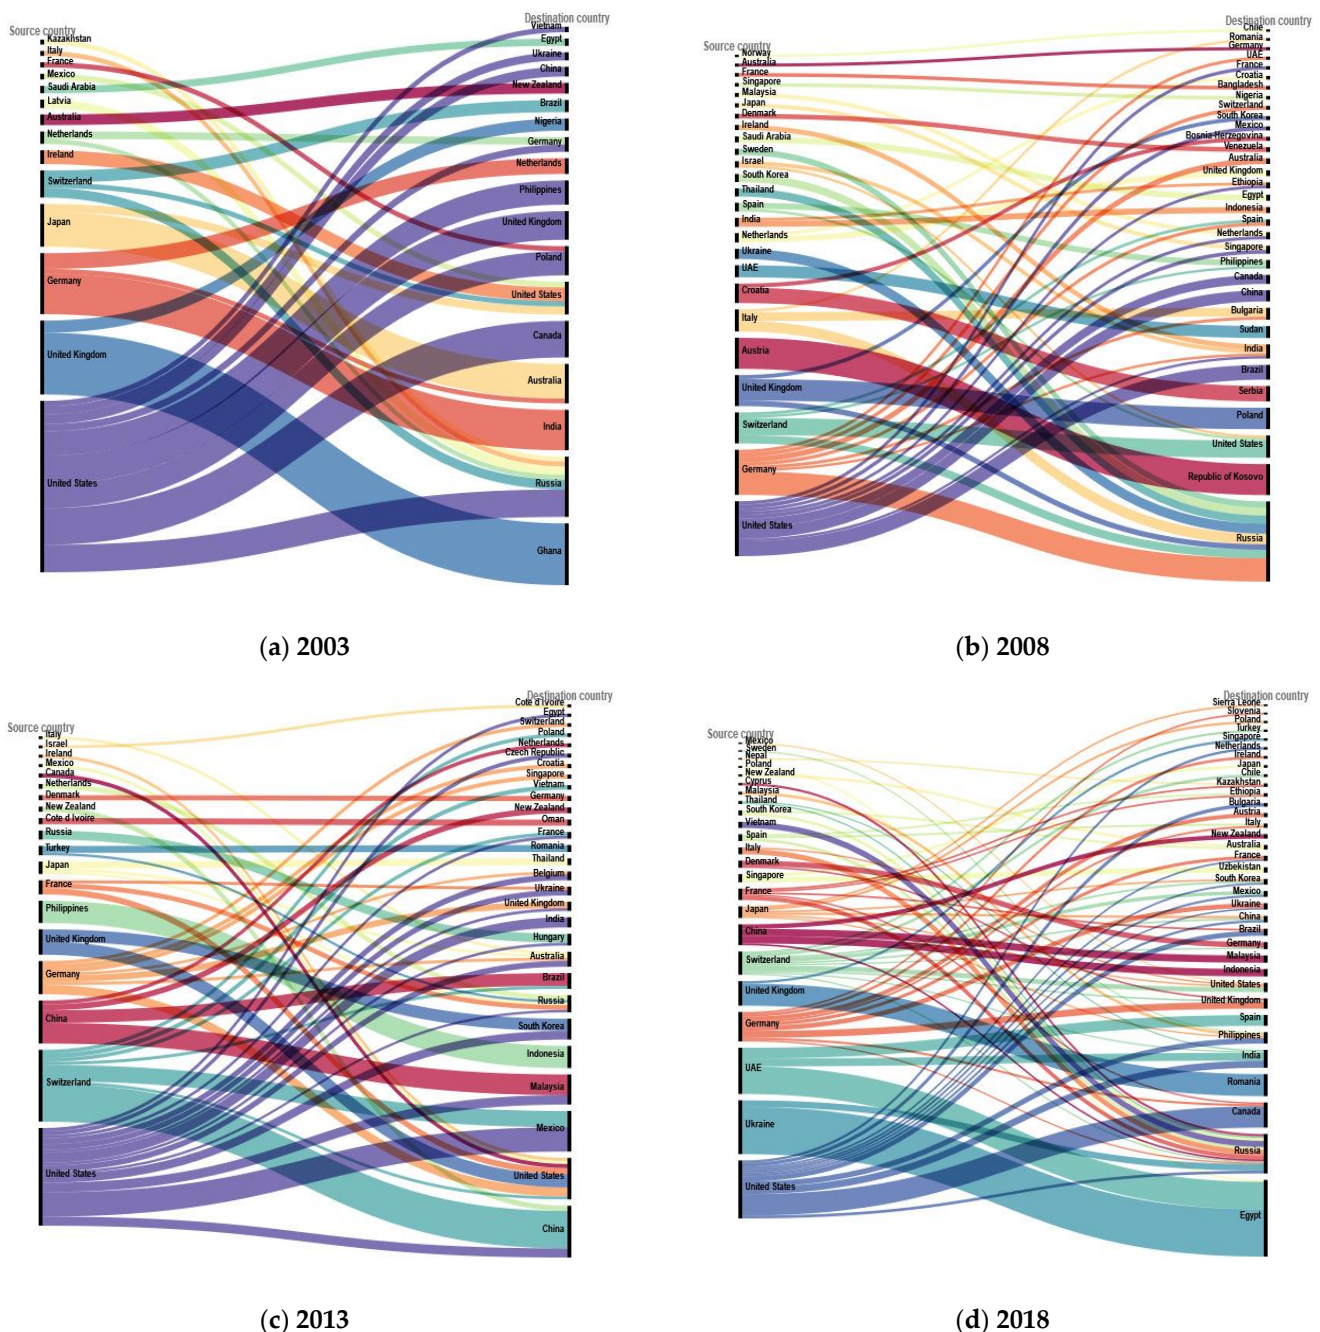 Source country
Destination country
Kazakhstan
Italy
France
Mexico
Saudi Arabia
Latvia
Australia
Netherlands
Ireland
Switzerland
Japan
Germany
United Kingdom
United States
Vietnam
Egypt
Ukraine
China
New Zealand
Brazil
Nigeria
Germany
Netherlands
Philippines
United Kingdom
Poland
United States
Canada
Australia
India
Russia
Ghana
(a) 2003
Source country
Destination country
Norway
Australia
France
Singapore
Malaysia
Japan
Denmark
Ireland
Saudi Arabia
Sweden
Israel
South Korea
Thailand
Spain
India
Netherlands
Ukraine
UAE
Croatia
Italy
Austria
United Kingdom
Switzerland
Germany
United States
Chile
Romania
Germany
UAE
France
Croatia
Bangladesh
Nigeria
Switzerland
South Korea
Mexico
Bosnia-Herzegovina
Venezuela
Australia
United Kingdom
Ethiopia
Egypt
Indonesia
Spain
Netherlands
Singapore
Philippines
Canada
China
Bulgaria
Sudan
India
Brazil
Serbia
Poland
United States
Republic of Kosovo
Russia
(b) 2008
Source country
Destination country
Italy
Israel
Ireland
Mexico
Canada
Netherlands
Denmark
New Zealand
Cote d Ivoire
Russia
Turkey
Japan
France
Philippines
United Kingdom
Germany
China
Switzerland
United States
Cote d Ivoire
Egypt
Switzerland
Poland
Netherlands
Czech Republic
Croatia
Singapore
Vietnam
Germany
New Zealand
Oman
France
Romania
Thailand
Belgium
Ukraine
United Kingdom
India
Hungary
Australia
Brazil
Russia
South Korea
Indonesia
Malaysia
Mexico
United States
China
(c) 2013
Source country
Destination country
Mexico
Sweden
Nepal
Poland
New Zealand
Cyprus
Malaysia
Thailand
South Korea
Vietnam
Spain
Italy
Denmark
Singapore
France
Japan
China
Switzerland
United Kingdom
Germany
UAE
Ukraine
United States
Sierra Leone
Slovenia
Poland
Turkey
Singapore
Netherlands
Ireland
Japan
Chile
Kazakhstan
Ethiopia
Bulgaria
Austria
Italy
New Zealand
Australia
France
Uzbekistan
South Korea
Mexico
Ukraine
China
Brazil
Germany
Malaysia
Indonesia
United States
United Kingdom
Spain
Philippines
India
Romania
Canada
Russia
Egypt
(d) 2018